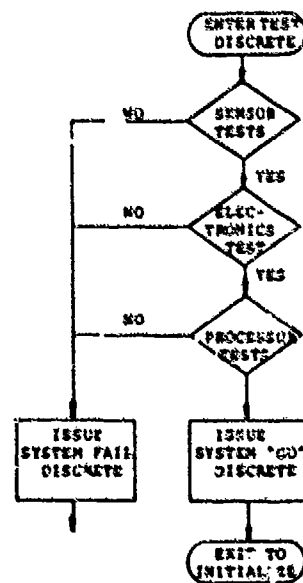 ENTER TEST
DISCRETE
NO
SENSOR
TESTS
YES
NO
ELEC-
TRONICS
TEST
YES
NO
PROCESSOR
TESTS
ISSUE
SYSTEM FAIL
DISCRETE
ISSUE
SYSTEM "GO"
DISCRETE
EXIT TO
INITIALIZE